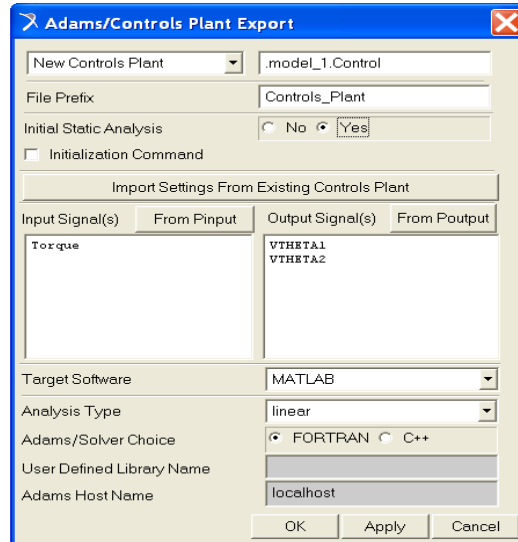 Adams/Controls Plant Export
New Controls Plant .model_1.Control
File Prefix Controls_Plant
Initial Static Analysis No Yes
Initialization Command
Import Settings From Existing Controls Plant
Input Signal(s) From Pinput Output Signal(s) From Poutput
Torque VTHETA1
VTHETA2
Target Software MATLAB
Analysis Type linear
Adams/Solver Choice FORTRAN C++
User Defined Library Name
Adams Host Name localhost
OK Apply Cancel